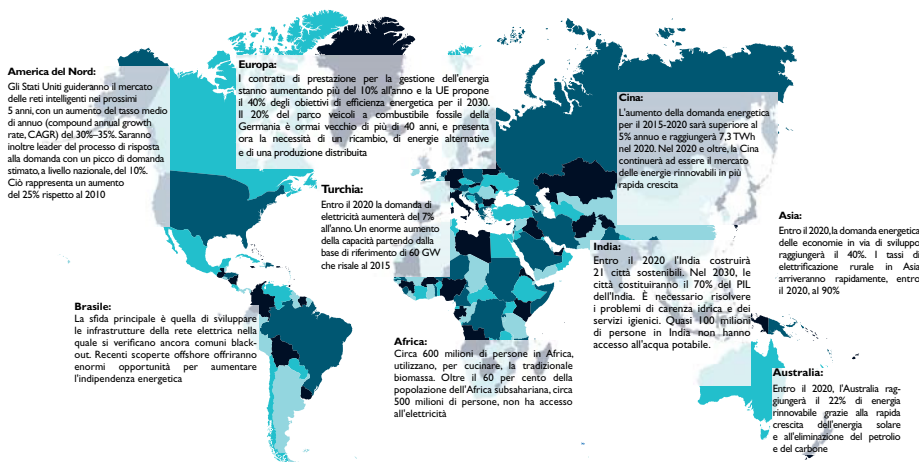 America del Nord:
Gli Stati Uniti guideranno il mercato
delle reti intelligenti nei prossimi
5 anni, con un aumento del tasso medio
di annuo (compound annual growth
rate, CAGR) del 30%–35%. Saranno
inoltre leader del processo di risposta
alla domanda con un picco di domanda
stimato, a livello nazionale, del 10%.
Ciò rappresenta un aumento
del 25% rispetto al 2010
Europa:
I contratti di prestazione per la gestione dell'energia
stanno aumentando più del 10% all'anno e la UE propone
il 40% degli obiettivi di efficienza energetica per il 2030.
Il 20% del parco veicoli a combustibile fossile della
Germania è ormai vecchio di più di 40 anni, e presenta
ora la necessità di un ricambio, di energie alternative
e di una produzione distribuita
Turchia:
Entro il 2020 la domanda di
elettricità aumenterà del 7%
all'anno. Un enorme aumento
della capacità partendo dalla
base di riferimento di 60 GW
che risale al 2015
Cina:
L'aumento della domanda energetica
per il 2015-2020 sarà superiore al
5% annuo e raggiungerà 7,3 TWh
nel 2020. Nel 2020 e oltre, la Cina
continuerà ad essere il mercato
delle energie rinnovabili in più
rapida crescita
Asia:
Entro il 2020, la domanda energetica
delle economie in via di sviluppo
raggiungerà il 40%. I tassi di
elettrificazione rurale in Asia
arriveranno rapidamente, entro
il 2020, al 90%
India:
Entro il 2020 l'India costruirà
21 città sostenibili. Nel 2030, le
città costituiranno il 70% del PIL
dell'India. È necessario risolvere
i problemi di carenza idrica e dei
servizi igienici. Quasi 100 milioni
di persone in India non hanno
accesso all'acqua potabile.
Brasile:
La sfida principale è quella di sviluppare
le infrastrutture della rete elettrica nella
quale si verificano ancora comuni black-
out. Recenti scoperte offshore offriranno
enormi opportunità per aumentare
l'indipendenza energetica
Africa:
Circa 600 milioni di persone in Africa,
utilizzano, per cucinare, la tradizionale
biomassa. Oltre il 60 per cento della
popolazione dell'Africa subsahariana, circa
500 milioni di persone, non ha accesso
all'elettricità
Australia:
Entro il 2020, l'Australia rag-
giungerà il 22% di energia
rinnovabile grazie alla rapida
crescita dell'energia solare
e all'eliminazione del petrolio
e del carbone